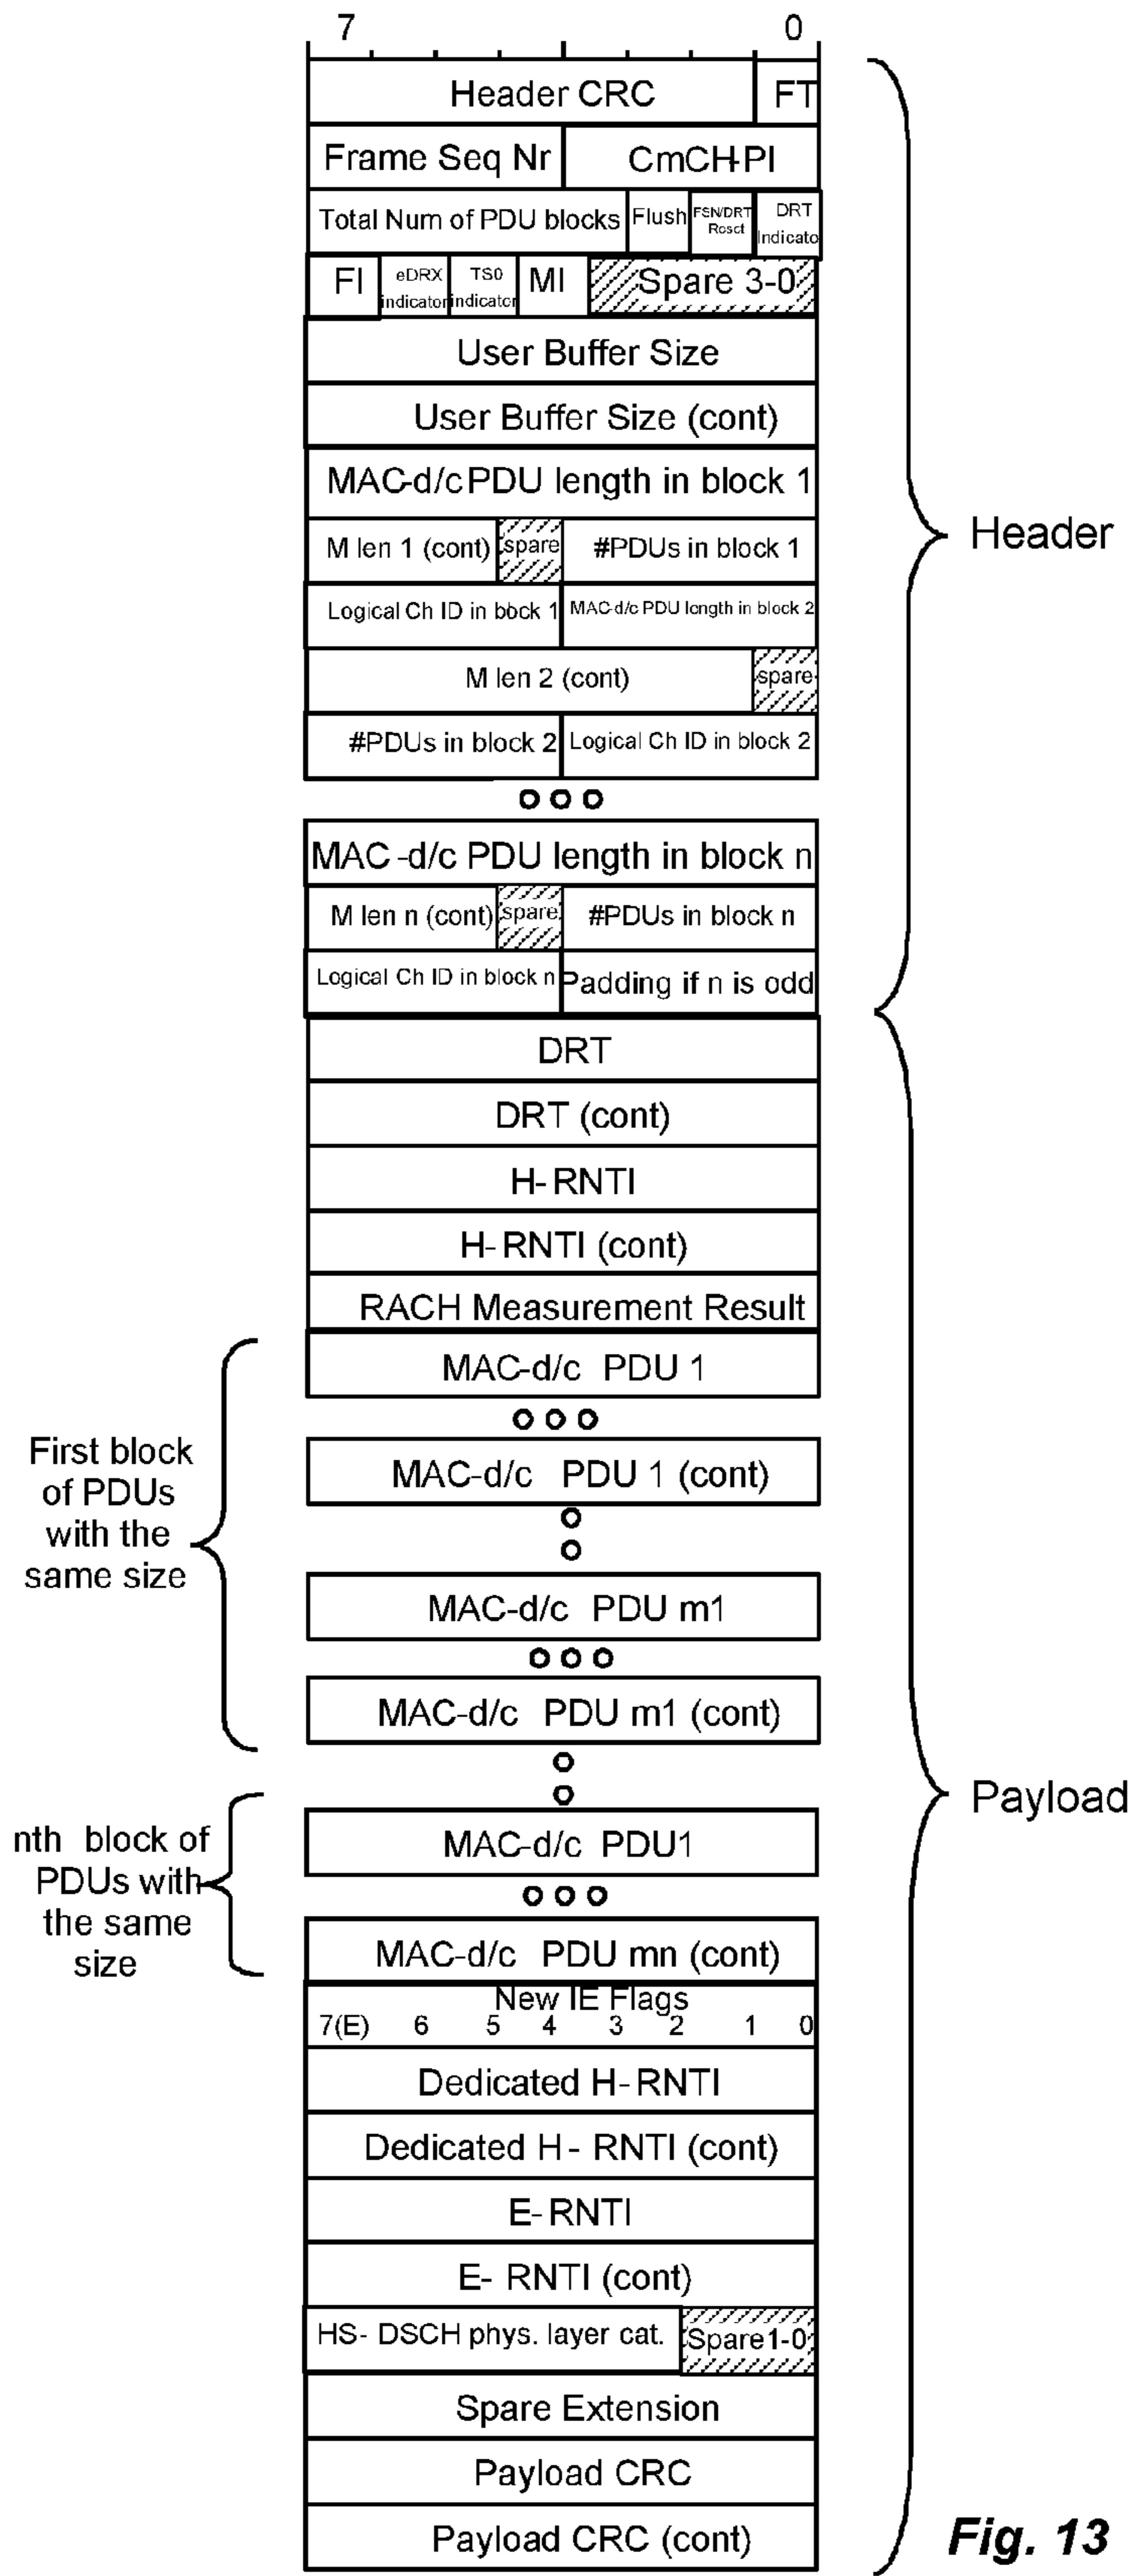 7 0
Header CRC FT
Frame Seq Nr CmCH-PI
Total Num of PDU blocks Flush FSN/DRT Reset DRT Indicato
FI eDRX indicator TS0 indicator MI Spare 3-0
User Buffer Size
User Buffer Size (cont)
MAC-d/c PDU length in block 1
M len 1 (cont) spare #PDUs in block 1
Header
Logical Ch ID in bock 1 MAC-d/c PDU length in block 2
M len 2 (cont) spare
#PDUs in block 2 Logical Ch ID in block 2
MAC -d/c PDU length in block n
M len n (cont) spare #PDUs in block n
Logical Ch ID in block n Padding if n is odd
DRT
DRT (cont)
H-RNTI
H-RNTI (cont)
RACH Measurement Result
MAC-d/c PDU 1
First block
of PDUs
with the
same size
MAC-d/c PDU 1 (cont)
MAC-d/c PDU m1
MAC-d/c PDU m1 (cont)
Payload
nth block of
PDUs with
the same
size
MAC-d/c PDU1
MAC-d/c PDU mn (cont)
New IE Flags
7(E) 6 5 4 3 2 1 0
Dedicated H-RNTI
Dedicated H- RNTI (cont)
E-RNTI
E- RNTI (cont)
HS- DSCH phys. layer cat. Spare1-0
Spare Extension
Payload CRC
Payload CRC (cont)
Fig. 13